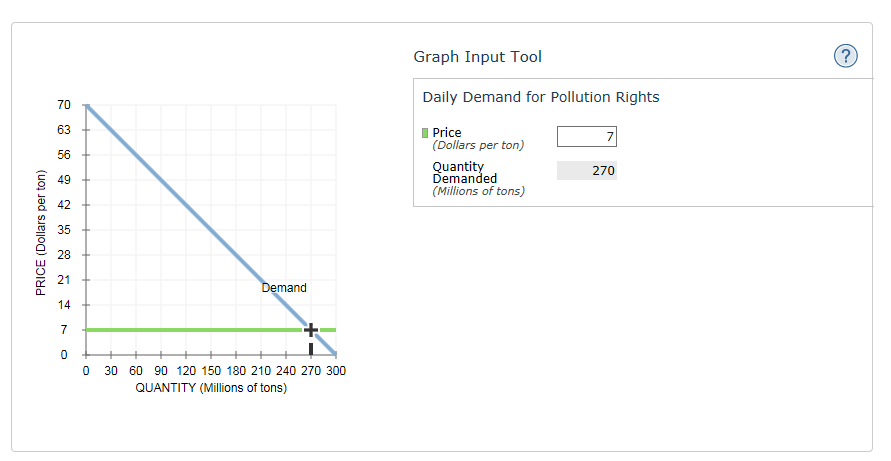 Graph Input Tool
?
Daily Demand for Pollution Rights
Price
(Dollars per ton)
7
Quantity
Demanded
(Millions of tons)
270
PRICE (Dollars per ton)
70
63
56
49
42
35
28
21
14
7
0
Demand
0 30 60 90 120 150 180 210 240 270 300
QUANTITY (Millions of tons)